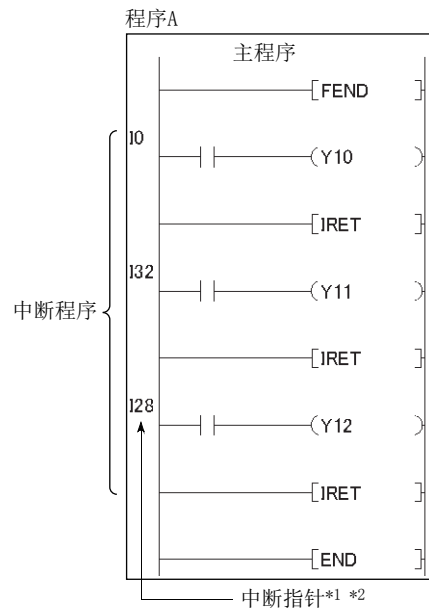 程序A
主程序
[FEND ]
I0
(Y10 )
[IRET ]
I32
(Y11 )
中断程序
[IRET ]
I28
(Y12 )
[IRET ]
[END ]
中断指针*1 *2